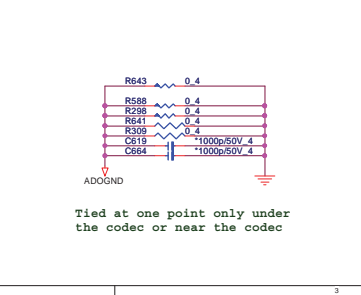 R643 0_4
R588 0_4
R298 0_4
R641 0_4
R309 0_4
C619 *1000p/50V_4
C664 *1000p/50V_4
ADOGND
Tied at one point only under
the codec or near the codec
3